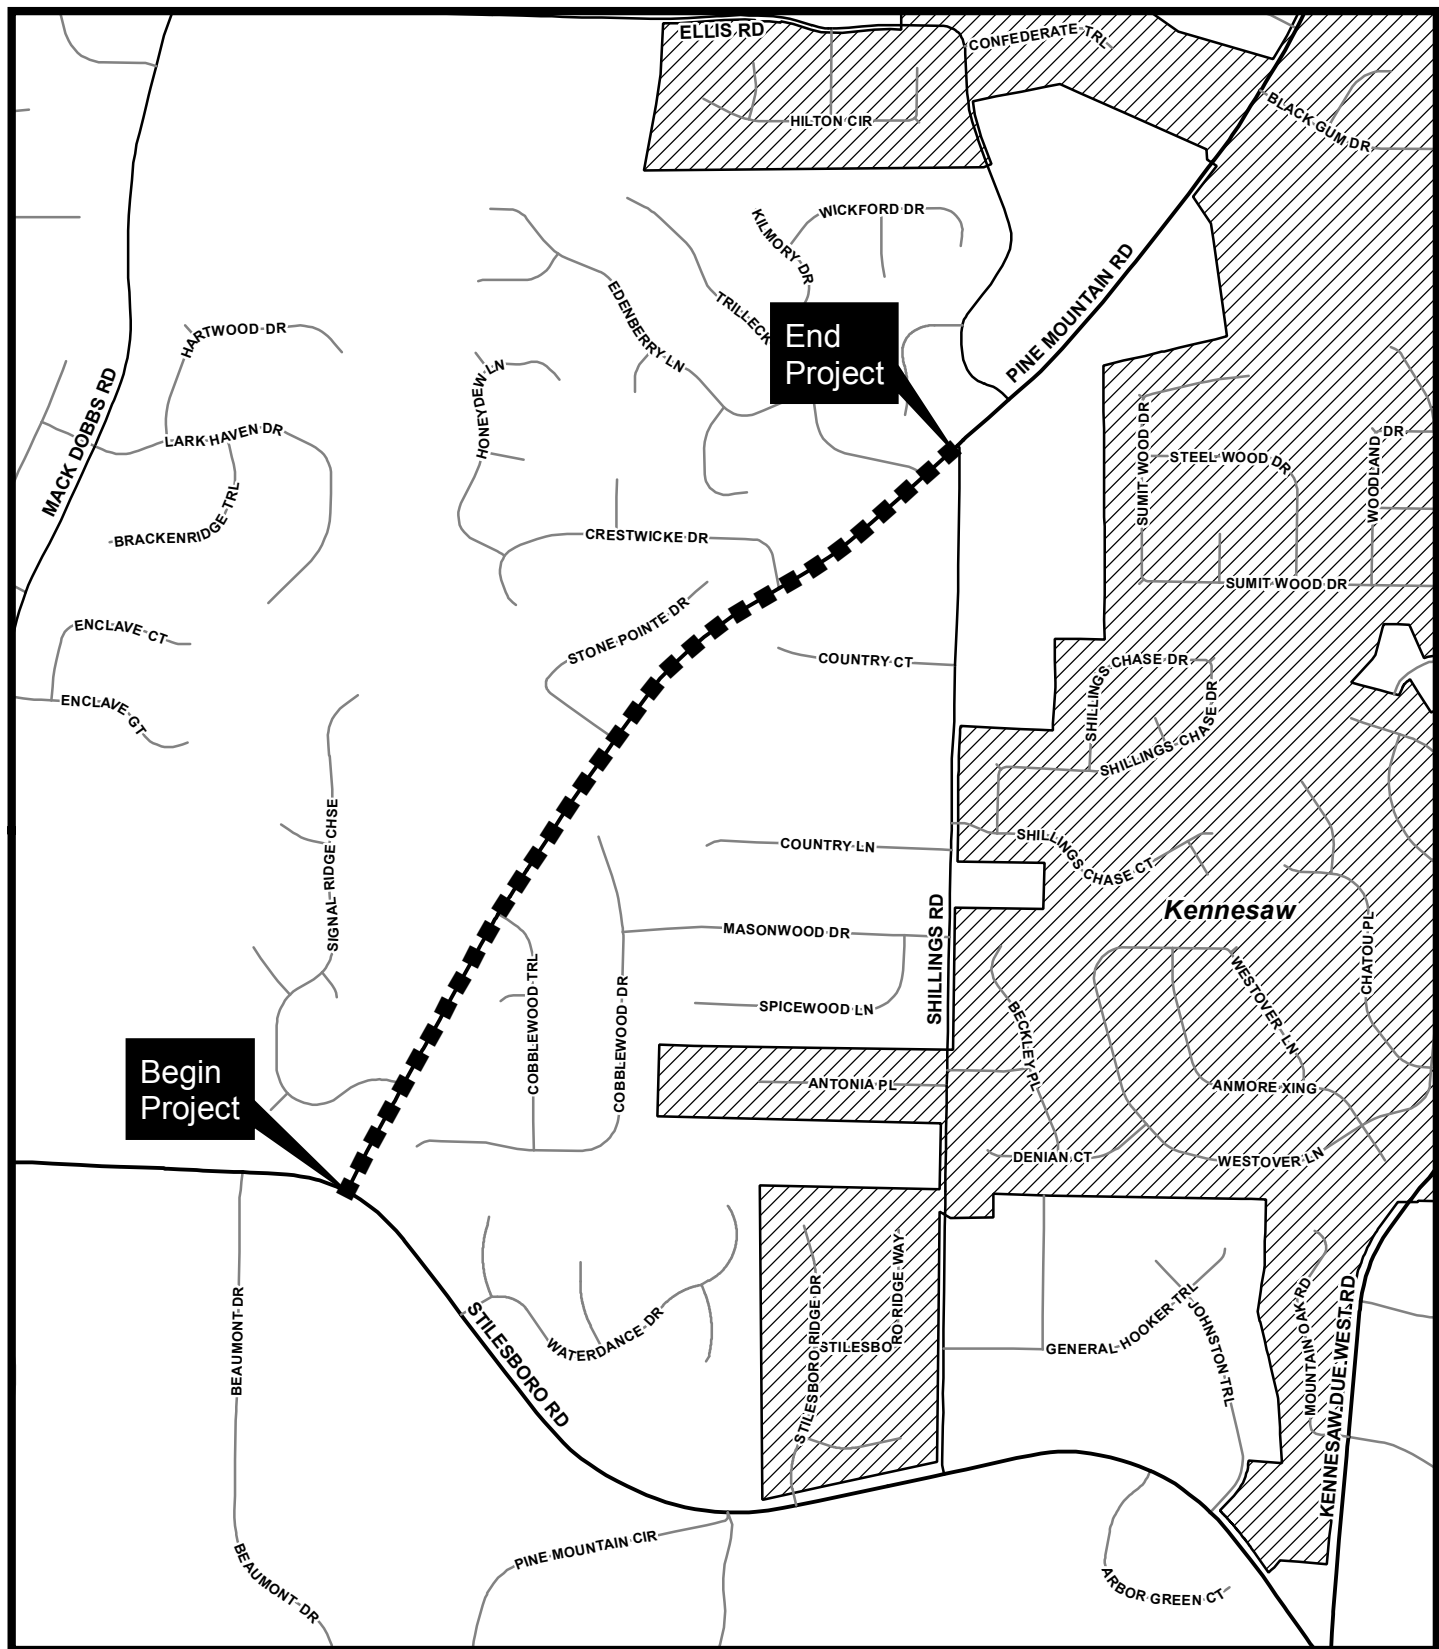 ELLIS RD
CONFEDERATE TRL
BLACK GUM DR
HILTON CIR
WICKFORD DR
KILMORY DR
TRILLECK
EDENBERRY LN
PINE MOUNTAIN RD
End
Project
HARTWOOD DR
HONEYDEW LN
MACK DOBBS RD
LARK HAVEN DR
BRACKENRIDGE TRL
SUMIT WOOD DR
STEEL WOOD DR
WOODLAND DR
CRESTWICKE DR
SUMIT WOOD DR
STONE POINTE DR
ENCLAVE CT
COUNTRY CT
SHILLINGS CHASE DR
SHILLINGS CHASE DR
ENCLAVE GT
SHILLINGS CHASE DR
SIGNAL RIDGE CHSE
COUNTRY LN
SHILLINGS CHASE CT
Kennesaw
SHILLINGS RD
MASONWOOD DR
CHATOU PL
COBBLEWOOD TRL
COBBLEWOOD DR
SPICEWOOD LN
WESTOVER LN
BECKLEY PL
Begin
Project
ANTONIA PL
ANMORE XING
DENIAN CT
WESTOVER LN
BEAUMONT DR
STILESBORO RD
WATERDANCE DR
STILESBORO RIDGE DR
STILESBORO RIDGE WAY
GENERAL HOOKER TRL
JOHNSTON TRL
MOUNTAIN OAK RD
KENNESAW DUE WEST RD
BEAUMONT DR
PINE MOUNTAIN CIR
ARBOR GREEN CT